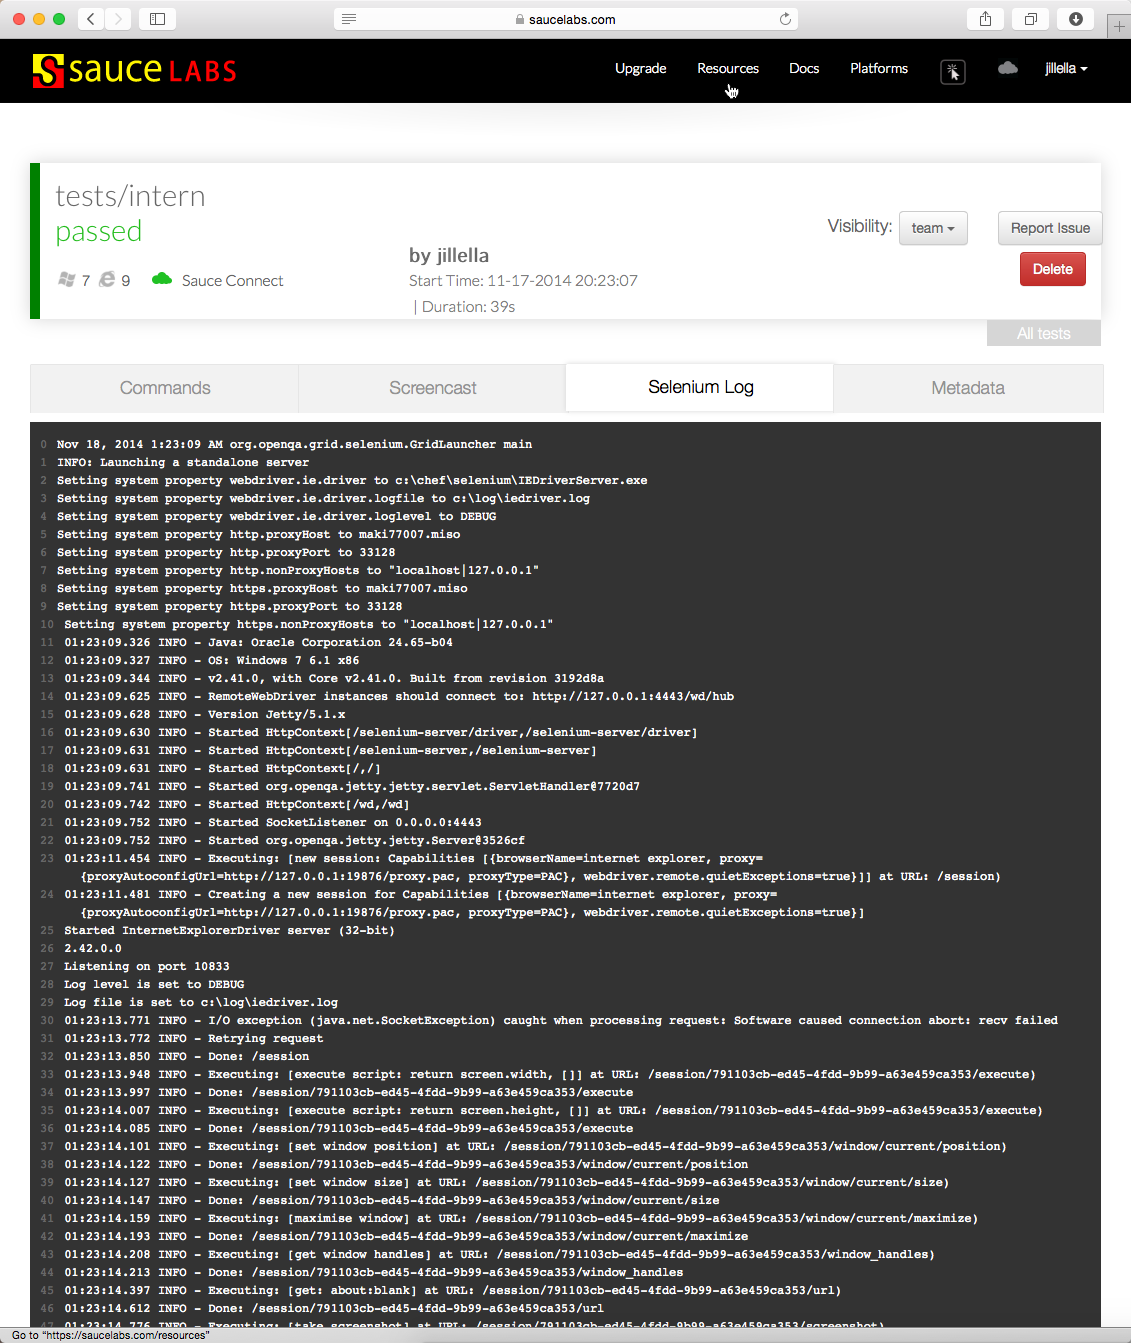 saucelabs.com
sauce LABS
Upgrade Resources Docs Platforms jillella
tests/intern
passed
7 9 Sauce Connect
by jillella
Start Time: 11-17-2014 20:23:07
| Duration: 39s
Visibility: team
Report Issue
Delete
All tests
Commands Screencast Selenium Log Metadata
0 Nov 18, 2014 1:23:09 AM org.openqa.grid.selenium.GridLauncher main
1 INFO: Launching a standalone server
2 Setting system property webdriver.ie.driver to c:\chef\selenium\IEDriverServer.exe
3 Setting system property webdriver.ie.driver.logfile to c:\log\iedriver.log
4 Setting system property webdriver.ie.driver.loglevel to DEBUG
5 Setting system property http.proxyHost to maki77007.miso
6 Setting system property http.proxyPort to 33128
7 Setting system property http.nonProxyHosts to "localhost|127.0.0.1"
8 Setting system property https.proxyHost to maki77007.miso
9 Setting system property https.proxyPort to 33128
10 Setting system property https.nonProxyHosts to "localhost|127.0.0.1"
11 01:23:09.326 INFO - Java: Oracle Corporation 24.65-b04
12 01:23:09.327 INFO - OS: Windows 7 6.1 x86
13 01:23:09.344 INFO - v2.41.0, with Core v2.41.0. Built from revision 3192d8a
14 01:23:09.625 INFO - RemoteWebDriver instances should connect to: http://127.0.0.1:4443/wd/hub
15 01:23:09.628 INFO - Version Jetty/5.1.x
16 01:23:09.630 INFO - Started HttpContext[/selenium-server/driver,/selenium-server/driver]
17 01:23:09.631 INFO - Started HttpContext[/selenium-server,/selenium-server]
18 01:23:09.631 INFO - Started HttpContext[/,/]
19 01:23:09.741 INFO - Started org.openqa.jetty.jetty.servlet.ServletHandler@7720d7
20 01:23:09.742 INFO - Started HttpContext[/wd,/wd]
21 01:23:09.752 INFO - Started SocketListener on 0.0.0.0:4443
22 01:23:09.752 INFO - Started org.openqa.jetty.jetty.Server@3526cf
23 01:23:11.454 INFO - Executing: [new session: Capabilities [{browserName=internet explorer, proxy=
{proxyAutoconfigUrl=http://127.0.0.1:19876/proxy.pac, proxyType=PAC}, webdriver.remote.quietExceptions=true}]] at URL: /session)
24 01:23:11.481 INFO - Creating a new session for Capabilities [{browserName=internet explorer, proxy=
{proxyAutoconfigUrl=http://127.0.0.1:19876/proxy.pac, proxyType=PAC}, webdriver.remote.quietExceptions=true}]
25 Started InternetExplorerDriver server (32-bit)
26 2.42.0.0
27 Listening on port 10833
28 Log level is set to DEBUG
29 Log file is set to c:\log\iedriver.log
30 01:23:13.771 INFO - I/O exception (java.net.SocketException) caught when processing request: Software caused connection abort: recv failed
31 01:23:13.772 INFO - Retrying request
32 01:23:13.850 INFO - Done: /session
33 01:23:13.948 INFO - Executing: [execute script: return screen.width, []] at URL: /session/791103cb-ed45-4fdd-9b99-a63e459ca353/execute)
34 01:23:13.997 INFO - Done: /session/791103cb-ed45-4fdd-9b99-a63e459ca353/execute
35 01:23:14.007 INFO - Executing: [execute script: return screen.height, []] at URL: /session/791103cb-ed45-4fdd-9b99-a63e459ca353/execute)
36 01:23:14.085 INFO - Done: /session/791103cb-ed45-4fdd-9b99-a63e459ca353/execute
37 01:23:14.101 INFO - Executing: [set window position] at URL: /session/791103cb-ed45-4fdd-9b99-a63e459ca353/window/current/position)
38 01:23:14.122 INFO - Done: /session/791103cb-ed45-4fdd-9b99-a63e459ca353/window/current/position
39 01:23:14.127 INFO - Executing: [set window size] at URL: /session/791103cb-ed45-4fdd-9b99-a63e459ca353/window/current/size)
40 01:23:14.147 INFO - Done: /session/791103cb-ed45-4fdd-9b99-a63e459ca353/window/current/size
41 01:23:14.159 INFO - Executing: [maximise window] at URL: /session/791103cb-ed45-4fdd-9b99-a63e459ca353/window/current/maximize)
42 01:23:14.193 INFO - Done: /session/791103cb-ed45-4fdd-9b99-a63e459ca353/window/current/maximize
43 01:23:14.208 INFO - Executing: [get window handles] at URL: /session/791103cb-ed45-4fdd-9b99-a63e459ca353/window_handles)
44 01:23:14.213 INFO - Done: /session/791103cb-ed45-4fdd-9b99-a63e459ca353/window_handles
45 01:23:14.397 INFO - Executing: [get: about:blank] at URL: /session/791103cb-ed45-4fdd-9b99-a63e459ca353/url)
46 01:23:14.612 INFO - Done: /session/791103cb-ed45-4fdd-9b99-a63e459ca353/url
47 01:23:14.776 INFO - Executing: [take screenshot] at URL: /session/791103cb-ed45-4fdd-9b99-a63e459ca353/screenshot)
Go to "https://saucelabs.com/resources"